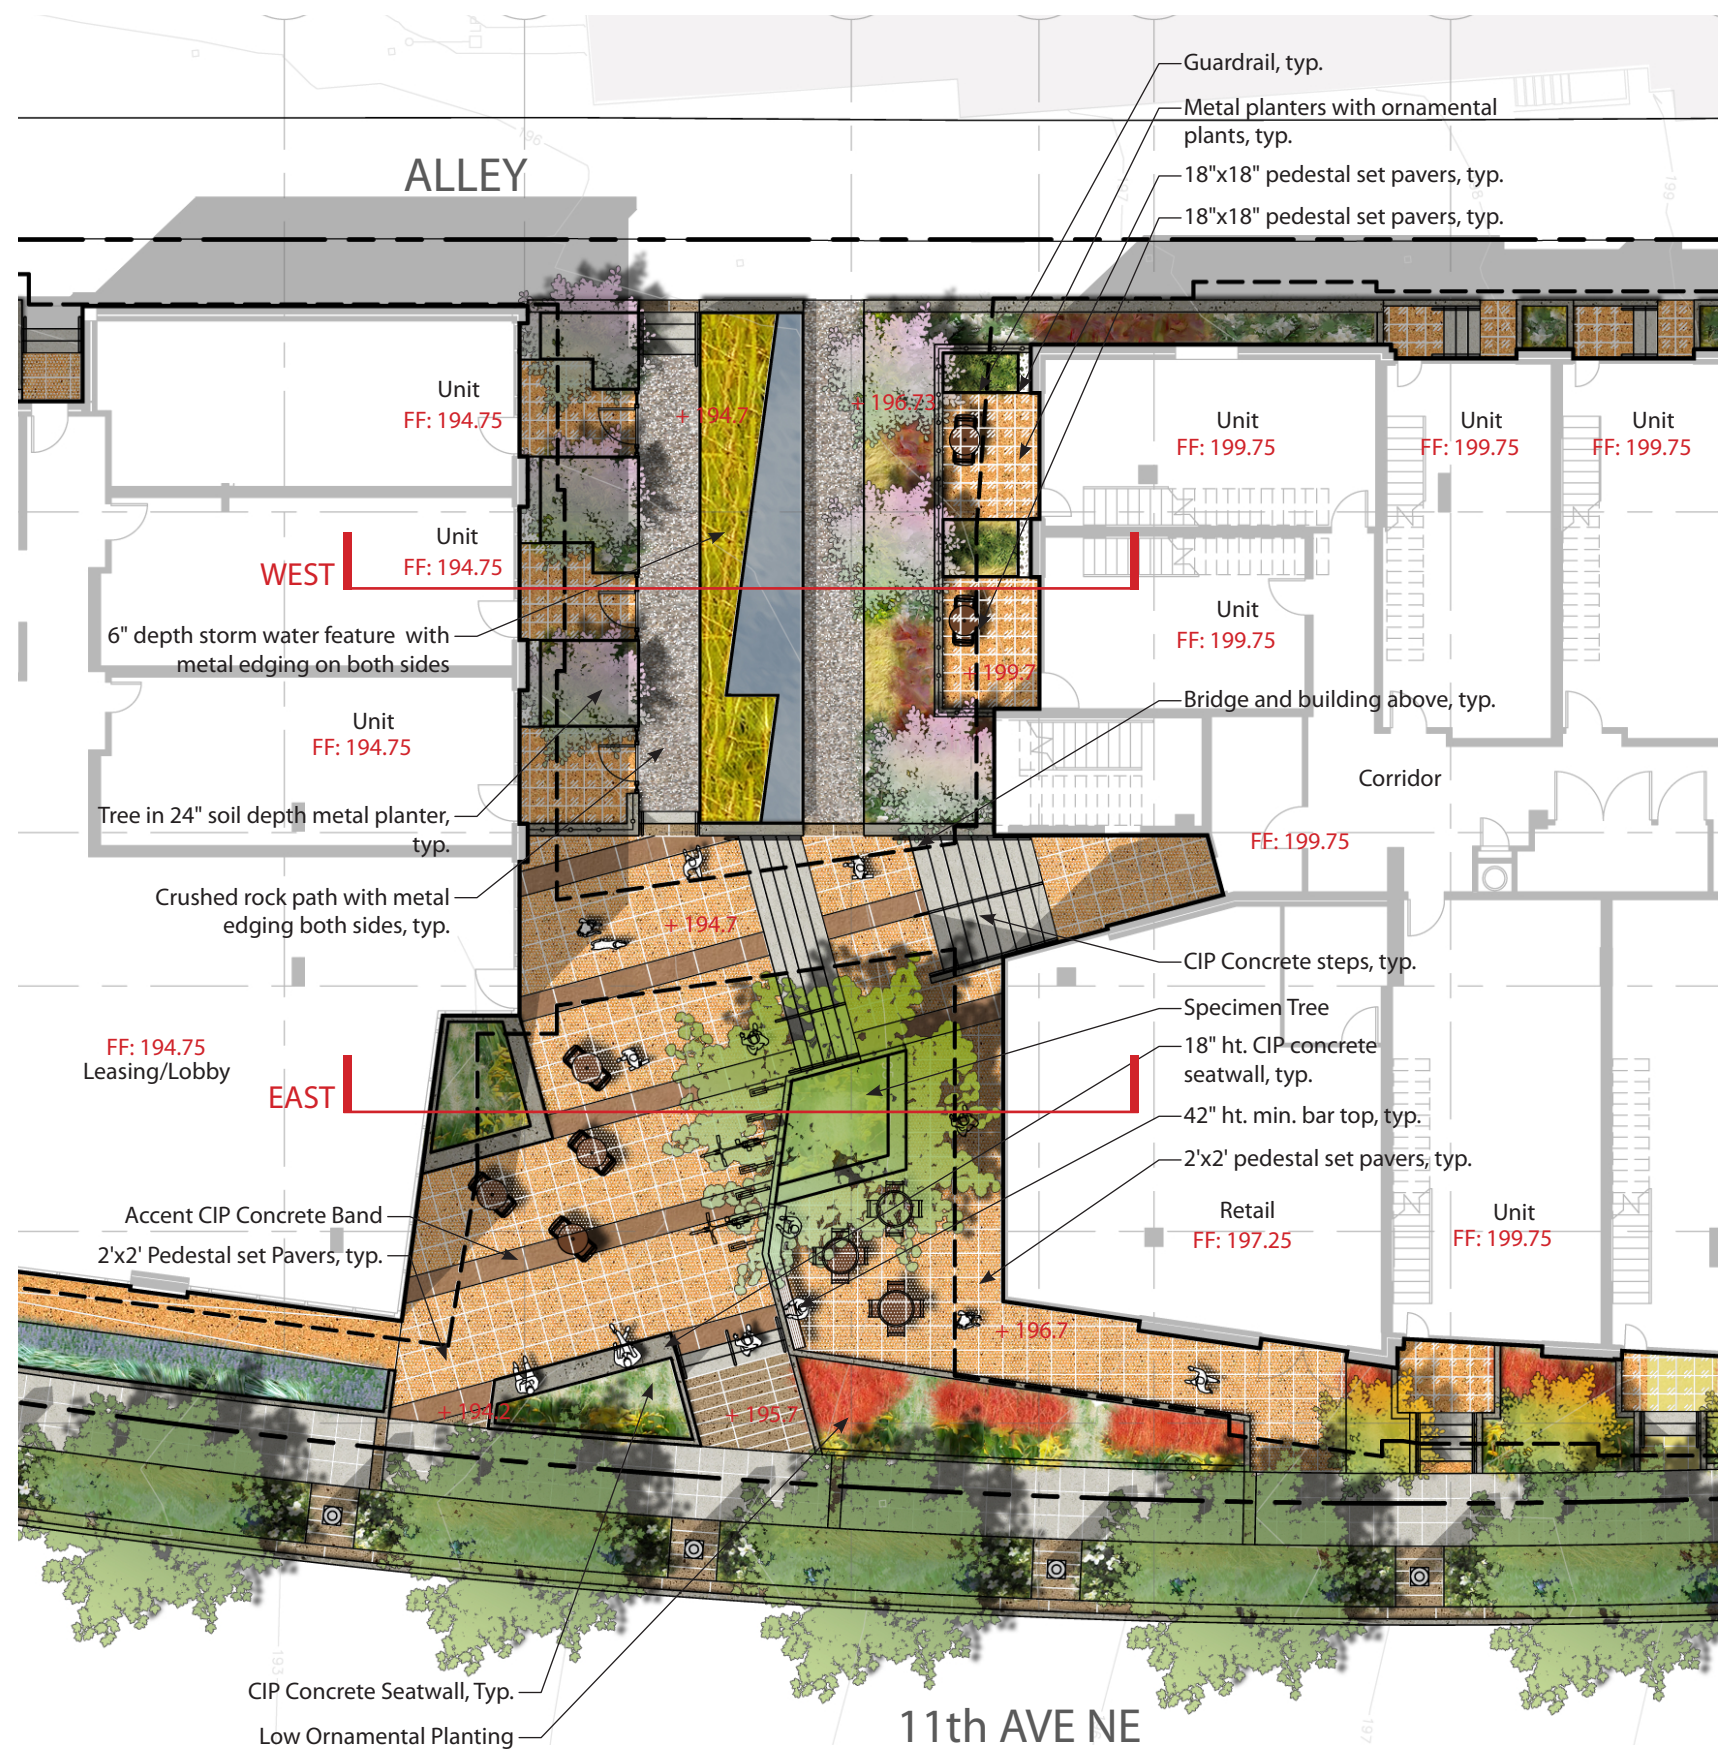 Guardrail, typ.
Metal planters with ornamental
plants, typ.
18"x18" pedestal set pavers, typ.
18"x18" pedestal set pavers, typ.
196
197
198
199
ALLEY
Unit
FF: 194.75
+ 194.7
+ 196.73
Unit
FF: 199.75
Unit
FF: 199.75
Unit
FF: 199.75
Unit
FF: 194.75
WEST
6" depth storm water feature with
metal edging on both sides
Unit
FF: 199.75
+ 199.7
Unit
FF: 194.75
Bridge and building above, typ.
Corridor
FF: 199.75
Tree in 24" soil depth metal planter,
typ.
Crushed rock path with metal
edging both sides, typ.
+ 194.7
CIP Concrete steps, typ.
Specimen Tree
18" ht. CIP concrete
seatwall, typ.
42" ht. min. bar top, typ.
2'x2' pedestal set pavers, typ.
FF: 194.75
Leasing/Lobby
EAST
Retail
FF: 197.25
Unit
FF: 199.75
Accent CIP Concrete Band
2'x2' Pedestal set Pavers, typ.
+ 196.7
+ 194.2
+ 195.7
193
197
CIP Concrete Seatwall, Typ.
Low Ornamental Planting
11th AVE NE